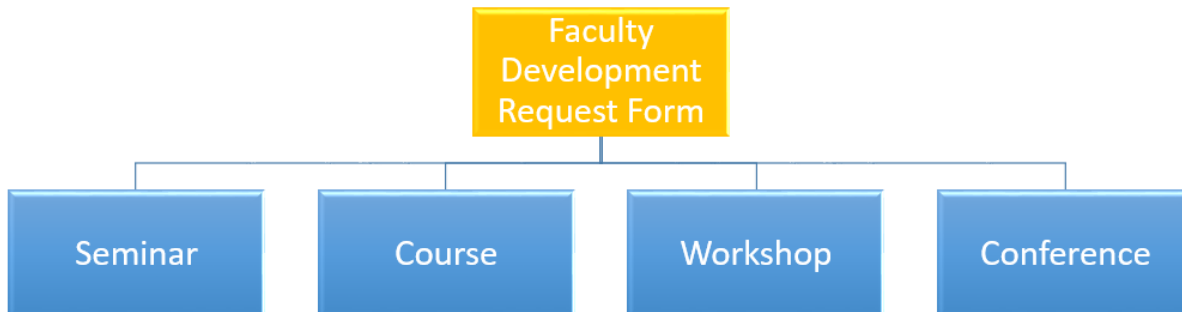 Faculty
Development
Request Form
Seminar
Course
Workshop
Conference